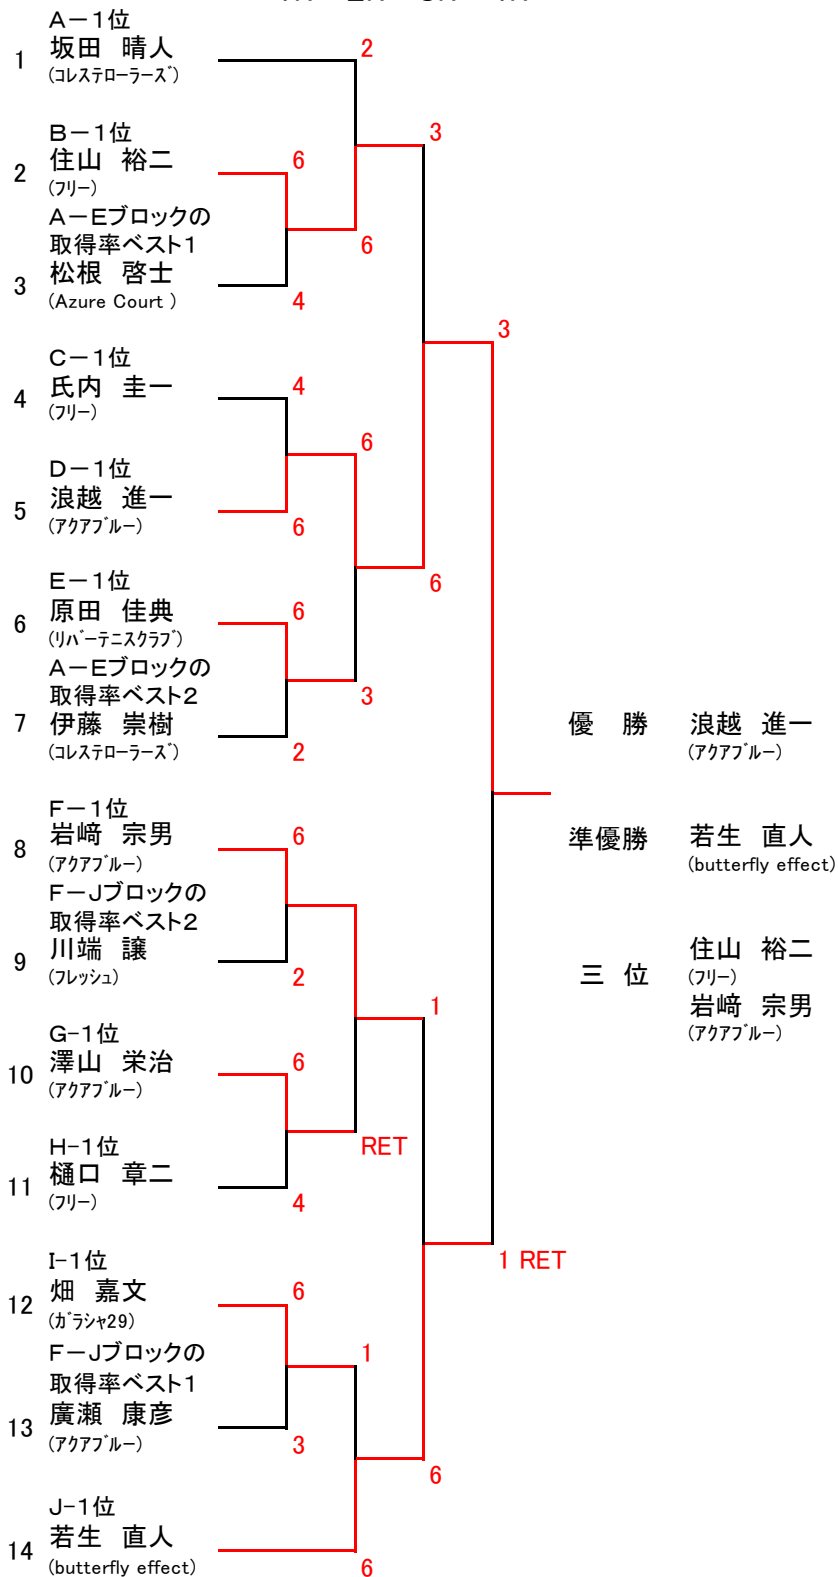 A－1位
1 坂田　晴人
(ｺﾚｽﾃﾛｰﾗｰｽﾞ)
2
3
B－1位
2 住山　裕二
(ﾌﾘｰ)
6
A－Eブロックの
取得率ベスト1
6
3 松根　啓士
(Azure Court )
4
3
C－1位
4 氏内　圭一
(ﾌﾘｰ)
4
6
D－1位
5 浪越　進一
(ｱｸｱﾌﾞﾙｰ)
6
6
E－1位
6 原田　佳典
(ﾘﾊﾞｰﾃﾆｽｸﾗﾌﾞ)
6
A－Eブロックの
取得率ベスト2
3
7 伊藤　崇樹
(ｺﾚｽﾃﾛｰﾗｰｽﾞ)
2
優　勝　浪越　進一
(ｱｸｱﾌﾞﾙｰ)
F－1位
8 岩﨑　宗男
(ｱｸｱﾌﾞﾙｰ)
6
準優勝　若生　直人
(butterfly effect)
F－Jブロックの
取得率ベスト2
9 川端　譲
(ﾌﾚｯｼｭ)
2
三　位
住山　裕二
(ﾌﾘｰ)
岩﨑　宗男
(ｱｸｱﾌﾞﾙｰ)
1
G-1位
10 澤山　栄治
(ｱｸｱﾌﾞﾙｰ)
6
RET
H-1位
11 樋口　章二
(ﾌﾘｰ)
4
1 RET
I-1位
12 畑　嘉文
(ｶﾞﾗｼｬ29)
6
F－Jブロックの
1
取得率ベスト1
13 廣瀬　康彦
(ｱｸｱﾌﾞﾙｰ)
3
6
J-1位
14 若生　直人
(butterfly effect)
6